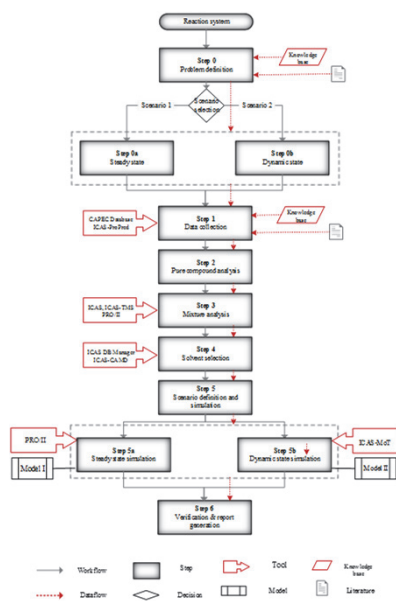 Reaction system
Step 0
Problem definition
Knowledge
base
Scenario 1
Scenario
selection
Scenario 2
Step 0a
Steady state
Step 0b
Dynamic state
CAPEC Database
ICAS-ProPred
Step 1
Data collection
Knowledge
base
Step 2
Pure compound analysis
ICAS, ICAS-TMS
PRO/II
Step 3
Mixture analysis
ICAS DB Manager
ICAS-CAMD
Step 4
Solvent selection
Step 5
Scenario definition and
simulation
PRO/II
Step 5a
Steady state simulation
Step 5b
Dynamic state simulation
ICAS-MoT
Model I
Model II
Step 6
Verification & report
generation
Workflow
Step
Tool
Knowledge
base
Dataflow
Decision
Model
Literature